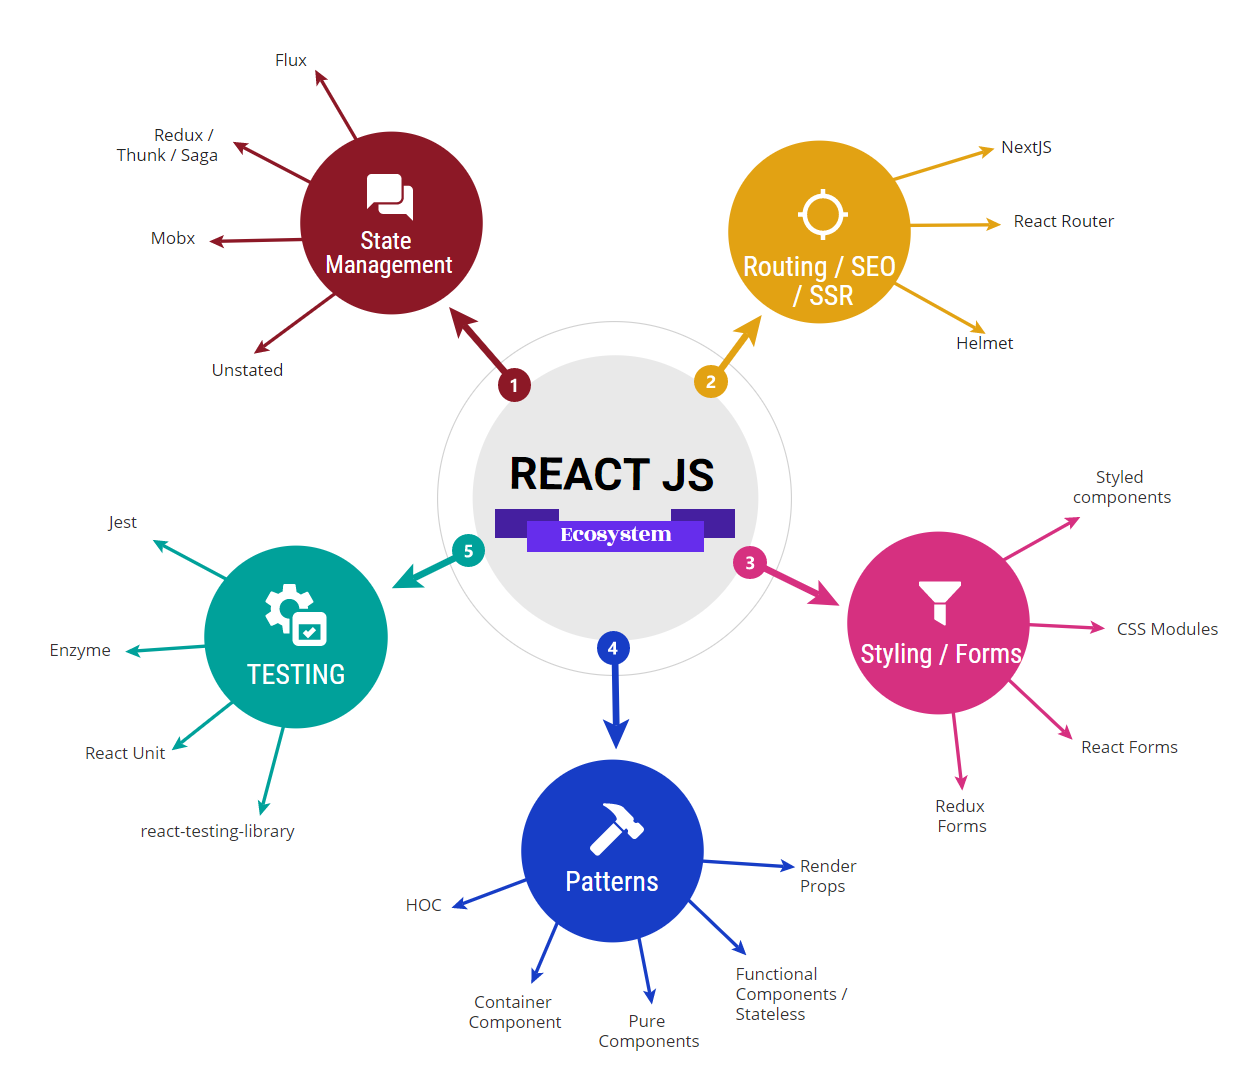 REACT JS
Ecosystem
1
State
Management
Flux
Redux /
Thunk / Saga
Mobx
Unstated
2
Routing / SEO
/ SSR
NextJS
React Router
Helmet
3
Styling / Forms
Styled
components
CSS Modules
React Forms
Redux
Forms
4
Patterns
Render
Props
Functional
Components /
Stateless
Pure
Components
Container
Component
HOC
5
TESTING
Jest
Enzyme
React Unit
react-testing-library